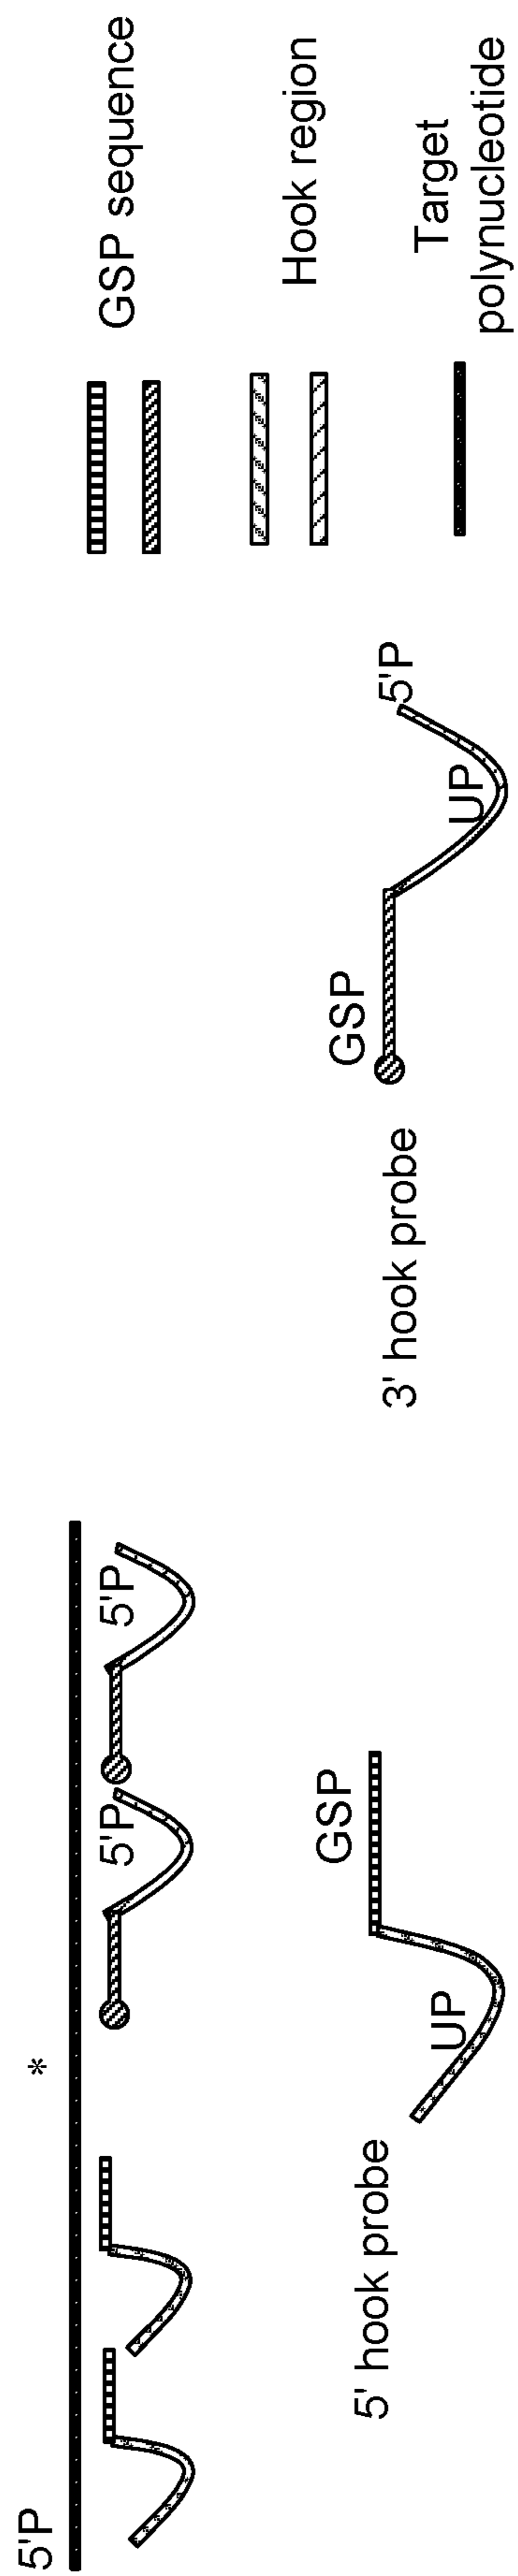 5'P
*
5'P
5'P
GSP sequence
Hook region
Target
polynucleotide
5' hook probe
UP
GSP
3' hook probe
GSP
UP
5'P